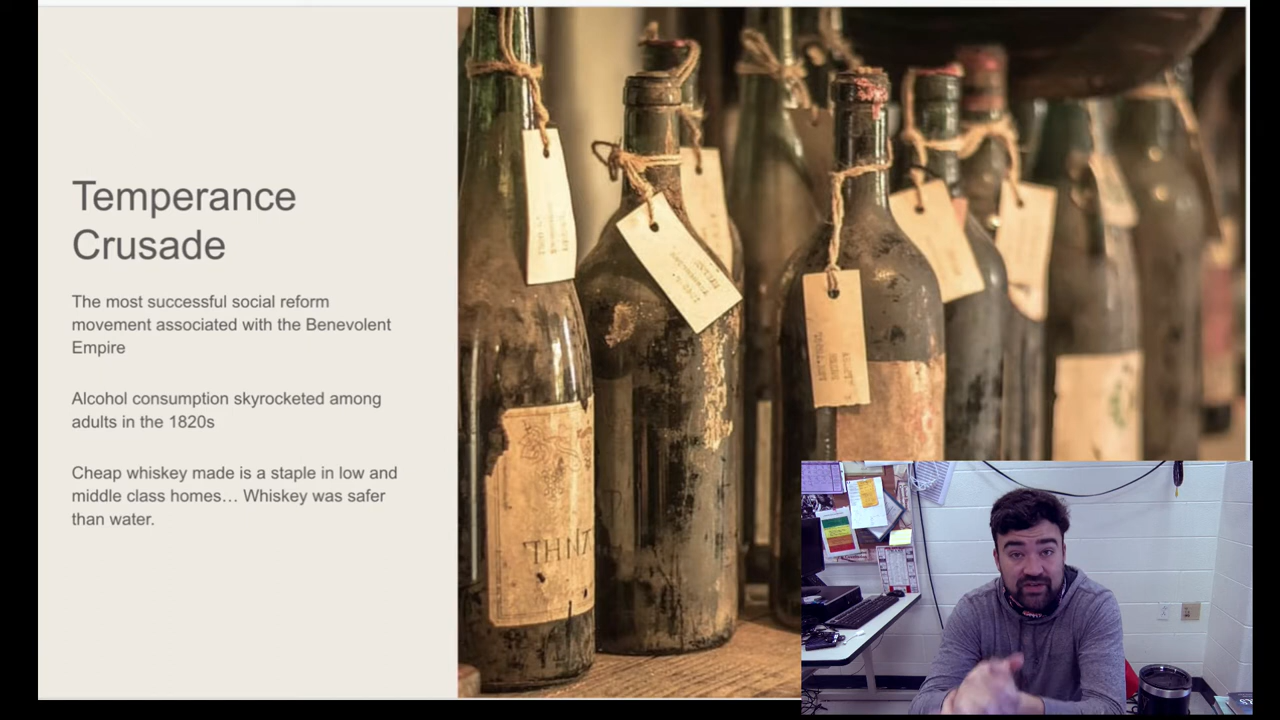 Temperance
Crusade
The most successful social reform
movement associated with the Benevolent
Empire
Alcohol consumption skyrocketed among
adults in the 1820s
Cheap whiskey made is a staple in low and
middle class homes… Whiskey was safer
than water.